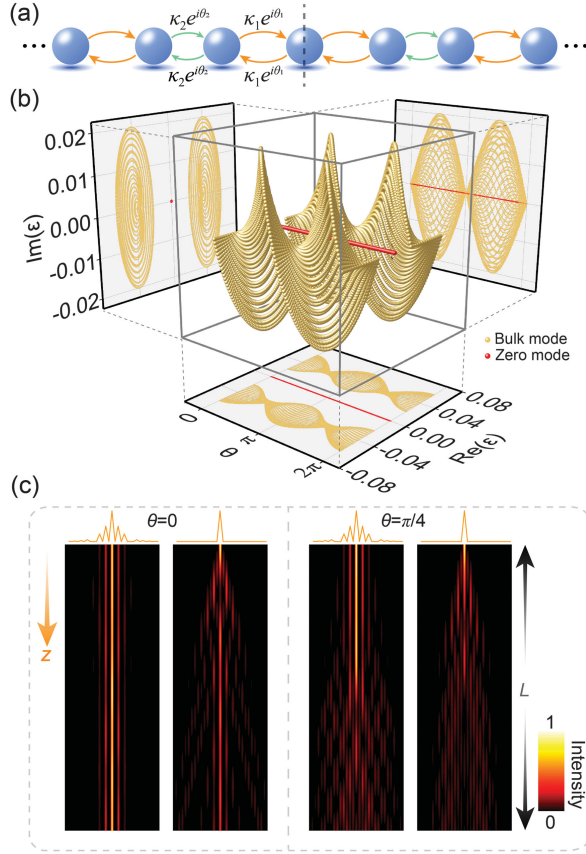 (a)
κ₂e^{iθ₂} κ₁e^{iθ₁}
... ...
κ₂e^{iθ₂} κ₁e^{iθ₁}
(b)
Im(ε)
0.02
0.01
0.00
-0.01
-0.02
Bulk mode
Zero mode
0 π 2π
θ
-0.08 -0.04 0.00 0.04 0.08
Re(ε)
(c)
θ=0 θ=π/4
z
L
1
Intensity
0